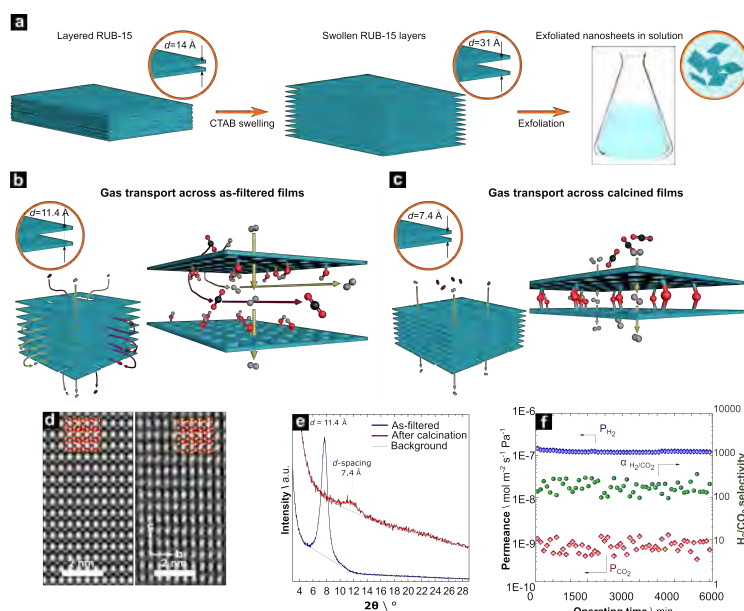 a
Layered RUB-15
d=14 Å
CTAB swelling
Swollen RUB-15 layers
d=31 Å
Exfoliation
Exfoliated nanosheets in solution
b
Gas transport across as-filtered films
d=11.4 Å
c
Gas transport across calcined films
d=7.4 Å
d
2 nm
c
b
2 nm
e
d = 11.4 Å
As-filtered
After calcination
Background
d-spacing
7.4 Å
Intensity \ a.u.
4 6 8 10 12 14 16 18 20 22 24 26 28
2θ \ °
f
1E-6
1E-7
1E-8
1E-9
1E-10
Permeance \ mol m⁻² s⁻¹ Pa⁻¹
P H₂
α H₂/CO₂
P CO₂
10000
1000
100
10
1
H₂/CO₂ selectivity
0 1500 3000 4500 6000
Operating time \ min